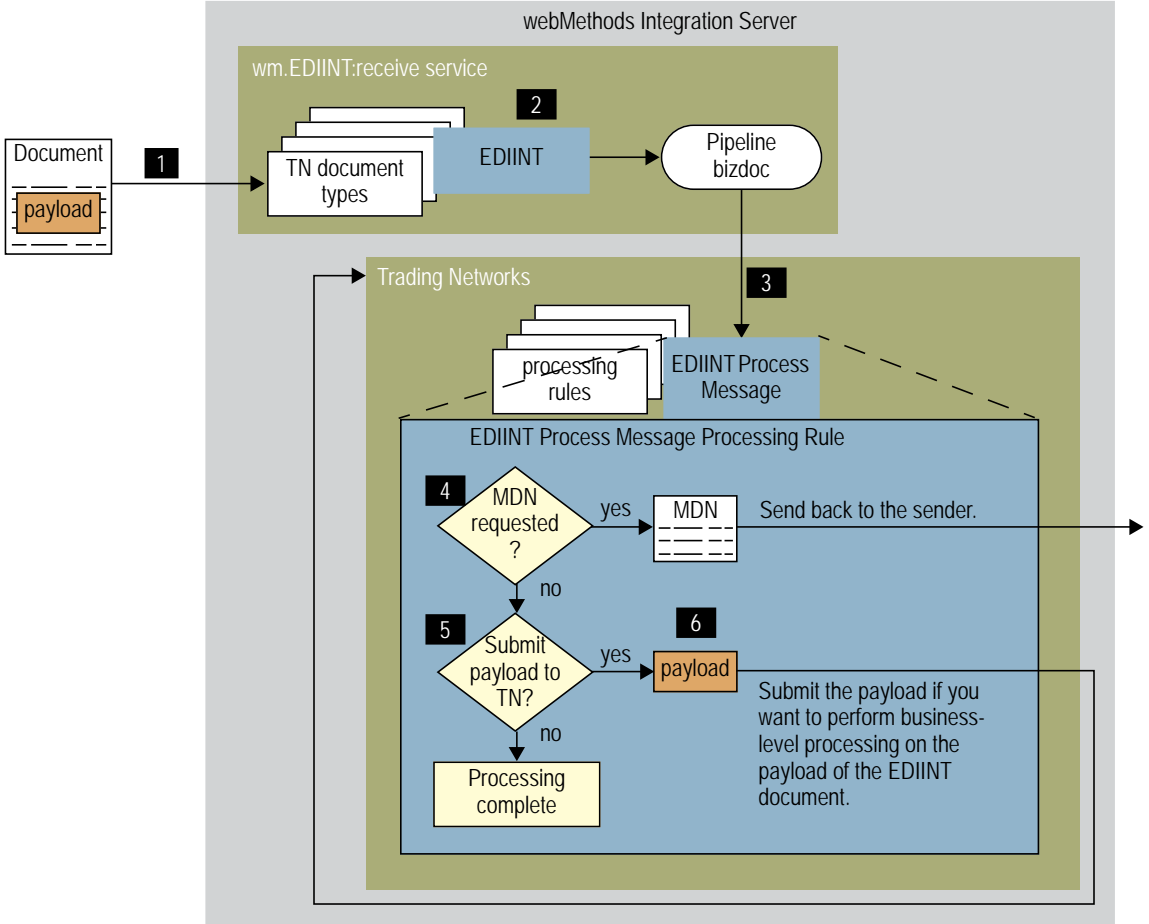 webMethods Integration Server
wm.EDIINT:receive service
2
Document
payload
1
TN document
types
EDIINT
Pipeline
bizdoc
Trading Networks
3
processing
rules
EDIINT Process
Message
EDIINT Process Message Processing Rule
4
MDN
requested
?
yes
MDN
Send back to the sender.
no
5
Submit
payload to
TN?
yes
6
payload
Submit the payload if you
want to perform business-
level processing on the
payload of the EDIINT
document.
no
Processing
complete